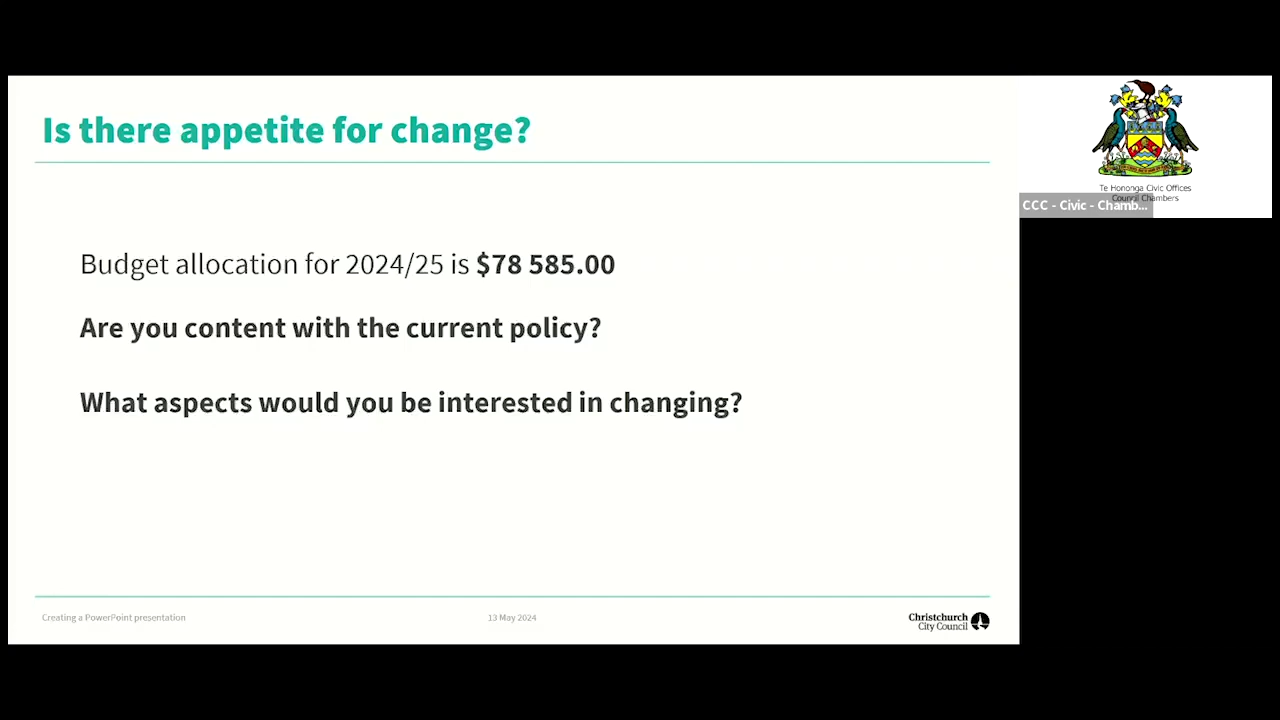 Is there appetite for change?
Budget allocation for 2024/25 is $78 585.00
Are you content with the current policy?
What aspects would you be interested in changing?
Creating a PowerPoint presentation
13 May 2024
Christchurch
City Council
Te Hononga Civic Offices
Council Chambers
CCC - Civic - Chamb...